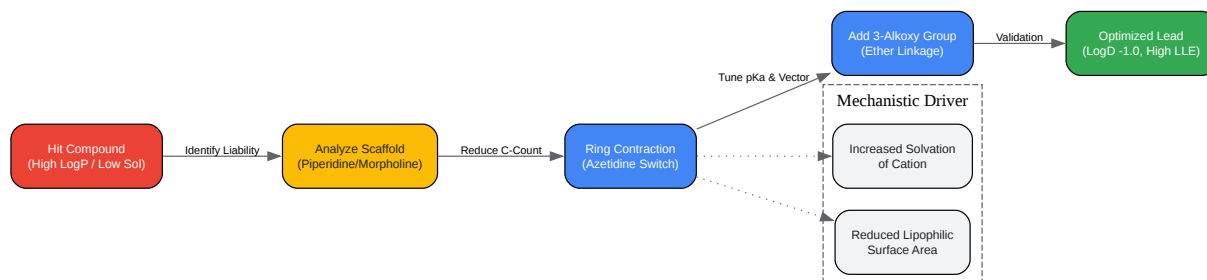 Hit Compound
(High LogP / Low Sol)
Identify Liability
Analyze Scaffold
(Piperidine/Morpholine)
Reduce C-Count
Ring Contraction
(Azetidine Switch)
Tune pKa & Vector
Add 3-Alkoxy Group
(Ether Linkage)
Validation
Optimized Lead
(LogD -1.0, High LLE)
Mechanistic Driver
Increased Solvation
of Cation
Reduced Lipophilic
Surface Area